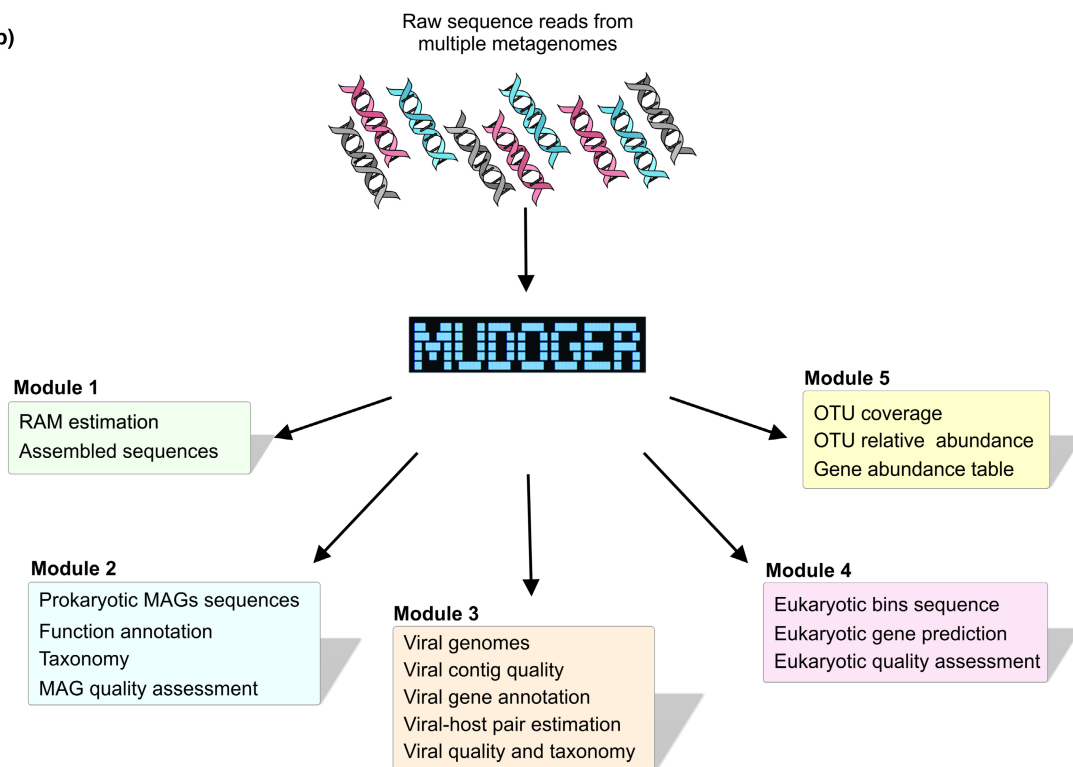 b)
Raw sequence reads from
multiple metagenomes
MUDOGER
Module 1
RAM estimation
Assembled sequences
Module 2
Prokaryotic MAGs sequences
Function annotation
Taxonomy
MAG quality assessment
Module 3
Viral genomes
Viral contig quality
Viral gene annotation
Viral-host pair estimation
Viral quality and taxonomy
Module 4
Eukaryotic bins sequence
Eukaryotic gene prediction
Eukaryotic quality assessment
Module 5
OTU coverage
OTU relative abundance
Gene abundance table